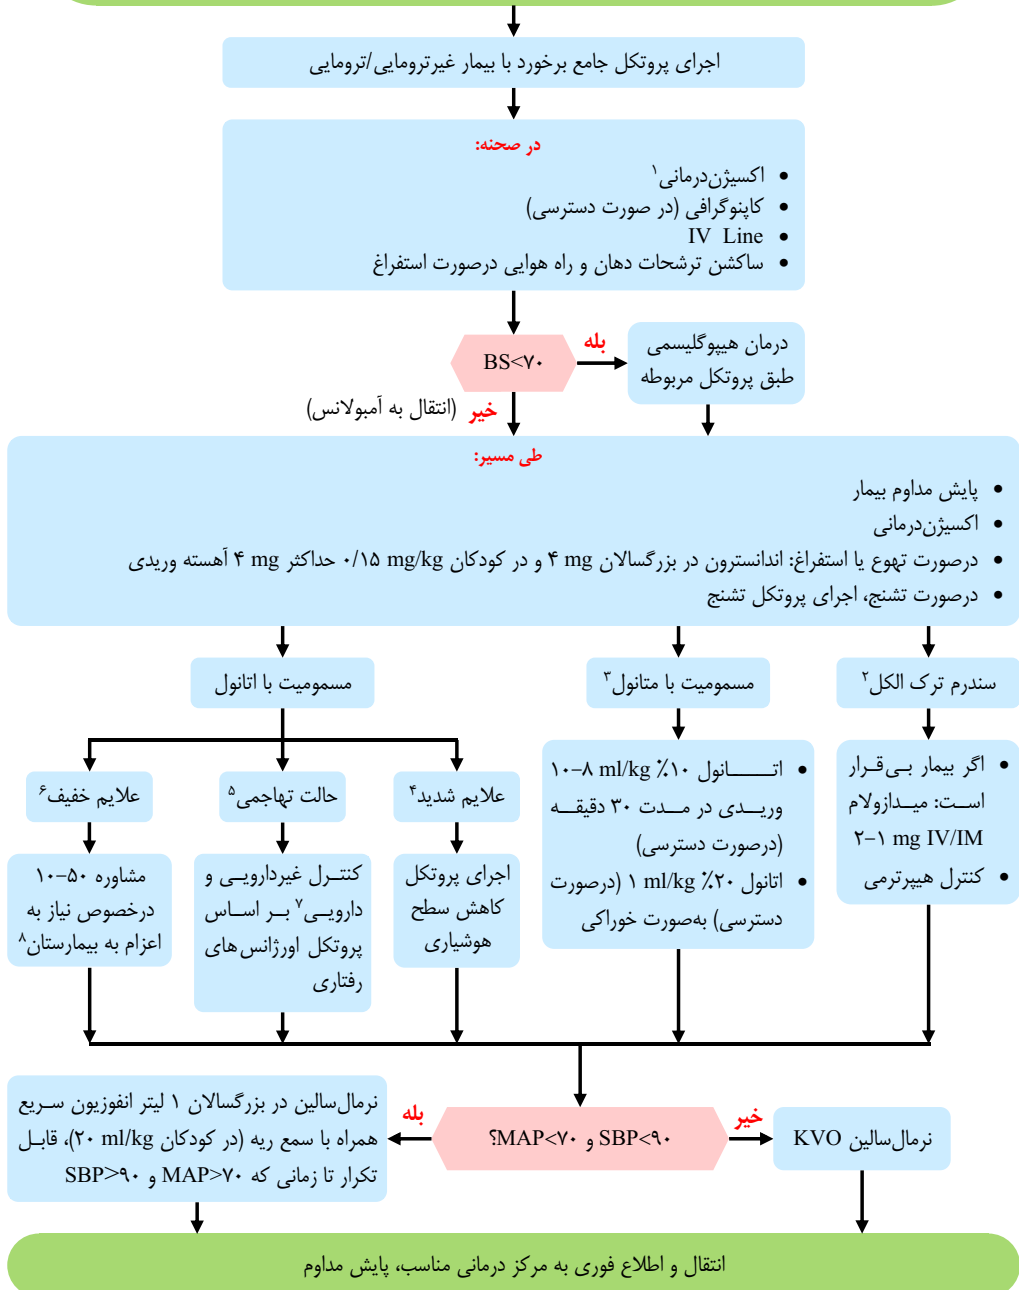 اجرای پروتکل جامع برخورد با بیمار غیرترومایی/ترومایی
در صحنه:
• اکسیژن‌درمانی۱
• کاپنوگرافی (در صورت دسترسی)
• IV Line
• ساکشن ترشحات دهان و راه هوایی درصورت استفراغ
BS<۷۰
بله
درمان هیپوگلیسمی
طبق پروتکل مربوطه
خیر (انتقال به آمبولانس)
طی مسیر:
• پایش مداوم بیمار
• اکسیژن‌درمانی
• درصورت تهوع یا استفراغ: اندانسترون در بزرگسالان ۴ mg و در کودکان ۰/۱۵ mg/kg حداکثر ۴ mg آهسته وریدی
• درصورت تشنج، اجرای پروتکل تشنج
سندرم ترک الکل۲
مسمومیت با متانول۳
مسمومیت با اتانول
• اگر بیمار بی‌قرار
است: میدازولام
۲-۱ mg IV/IM
• کنترل هیپرترمی
• اتانول ۱۰٪ ۱۰-۸ ml/kg
وریدی در مدت ۳۰ دقیقه
(درصورت دسترسی)
• اتانول ۲۰٪ ۱ ml/kg (درصورت
دسترسی) به‌صورت خوراکی
علایم شدید۴
حالت تهاجمی۵
علایم خفیف۶
اجرای پروتکل
کاهش سطح
هوشیاری
کنترل غیردارویی و
دارویی۷ بر اساس
پروتکل اورژانس‌های
رفتاری
مشاوره ۵۰-۱۰
درخصوص نیاز به
اعزام به بیمارستان۸
SBP<۹۰ و MAP<۷۰؟
خیر
نرمال‌سالین KVO
بله
نرمال‌سالین در بزرگسالان ۱ لیتر انفوزیون سریع
همراه با سمع ریه (در کودکان ۲۰ ml/kg)، قابل
تکرار تا زمانی که MAP>۷۰ و SBP>۹۰
انتقال و اطلاع فوری به مرکز درمانی مناسب، پایش مداوم